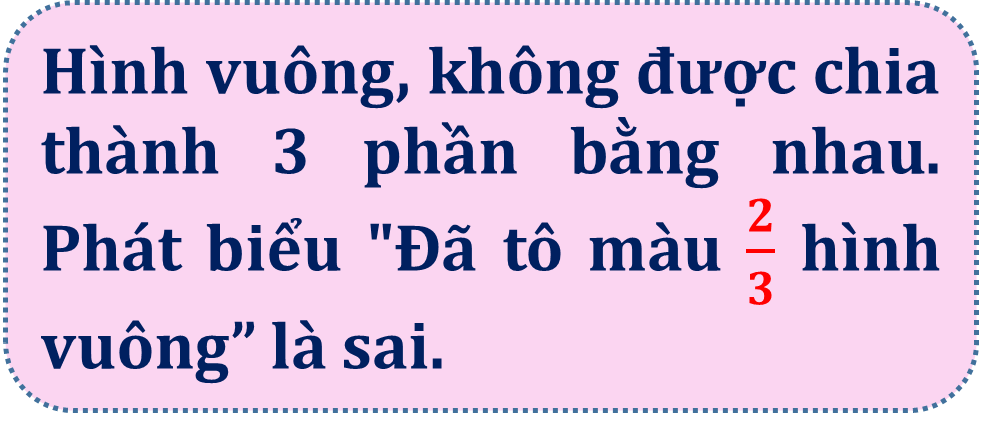 Hình vuông, không được chia
thành 3 phần bằng nhau.
Phát biểu "Đã tô màu 2/3 hình
vuông” là sai.